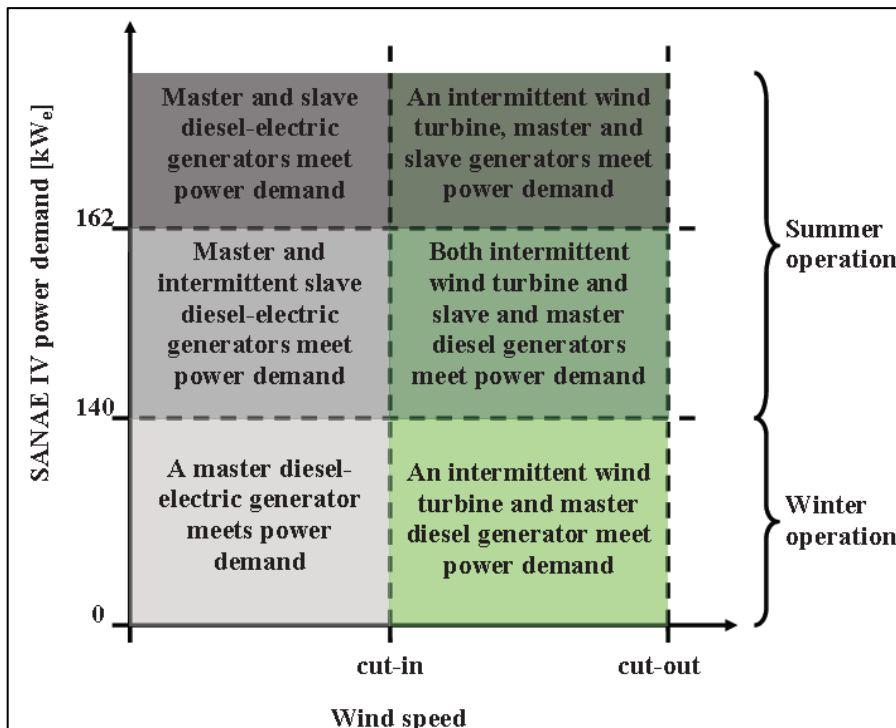 SANAE IV power demand [kWe]
Master and slave
diesel-electric
generators meet
power demand
An intermittent wind
turbine, master and
slave generators meet
power demand
162
Master and
intermittent slave
diesel-electric
generators meet
power demand
Both intermittent
wind turbine and
slave and master
diesel generators
meet power demand
Summer
operation
140
A master diesel-
electric generator
meets power
demand
An intermittent wind
turbine and master
diesel generator meet
power demand
Winter
operation
0
cut-in
cut-out
Wind speed